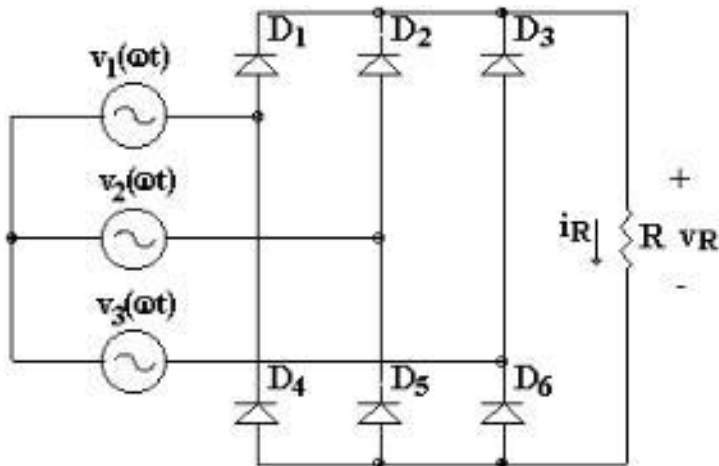 D1 D2 D3
v1(ωt)
v2(ωt)
+
iR R vR
-
v3(ωt)
D4 D5 D6